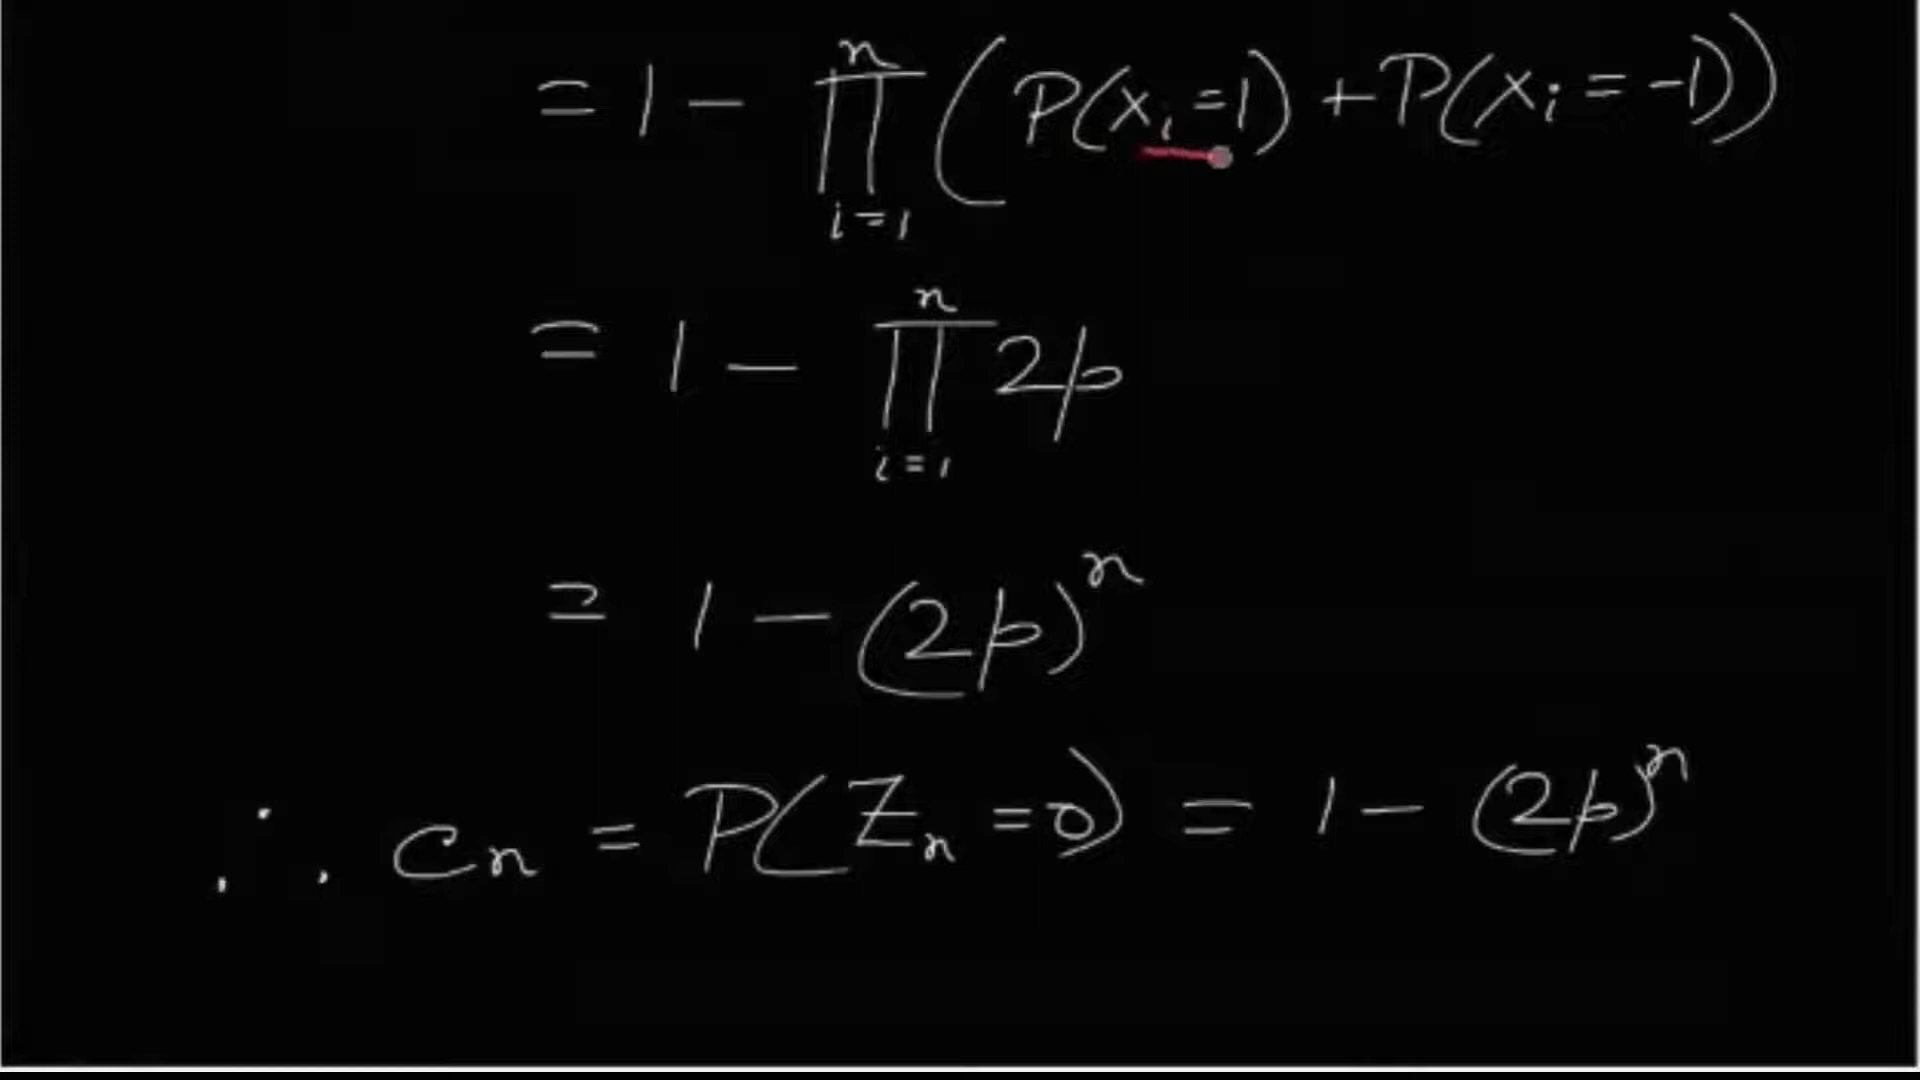 = 1 - ∏_{i=1}^{n} ( P(x_i = 1) + P(x_i = -1) )
= 1 - ∏_{i=1}^{n} 2p
= 1 - (2p)^n
∴ C_n = P(Z_n = 0) = 1 - (2p)^n